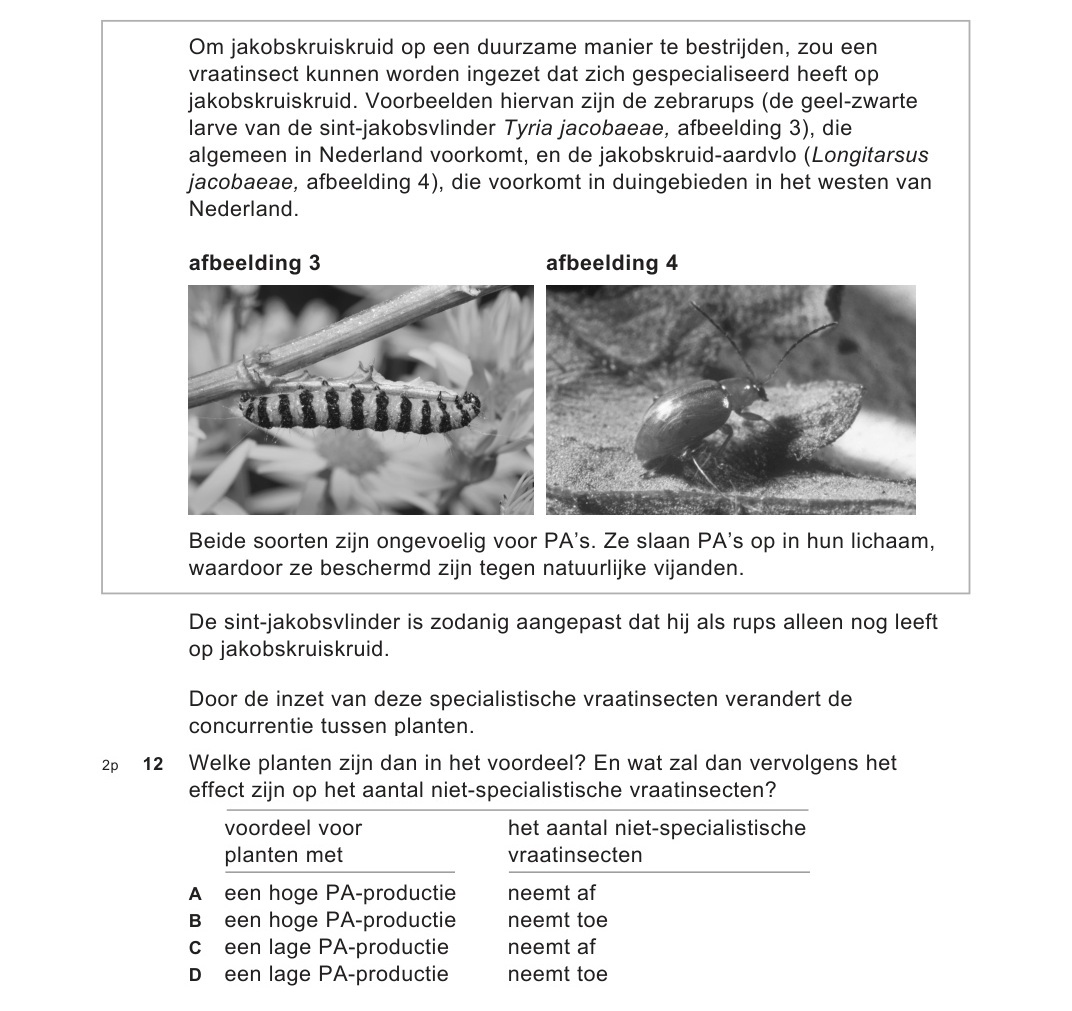 Om jakobskruiskruid op een duurzame manier te bestrijden, zou een
vraatinsect kunnen worden ingezet dat zich gespecialiseerd heeft op
jakobskruiskruid. Voorbeelden hiervan zijn de zebrarups (de geel-zwarte
larve van de sint-jakobsvlinder Tyria jacobaeae, afbeelding 3), die
algemeen in Nederland voorkomt, en de jakobskruid-aardvlo (Longitarsus
jacobaeae, afbeelding 4), die voorkomt in duingebieden in het westen van
Nederland.
afbeelding 3 afbeelding 4
Beide soorten zijn ongevoelig voor PA's. Ze slaan PA's op in hun lichaam,
waardoor ze beschermd zijn tegen natuurlijke vijanden.
De sint-jakobsvlinder is zodanig aangepast dat hij als rups alleen nog leeft
op jakobskruiskruid.
Door de inzet van deze specialistische vraatinsecten verandert de
concurrentie tussen planten.
2p 12 Welke planten zijn dan in het voordeel? En wat zal dan vervolgens het
effect zijn op het aantal niet-specialistische vraatinsecten?
voordeel voor het aantal niet-specialistische
planten met vraatinsecten
A een hoge PA-productie neemt af
B een hoge PA-productie neemt toe
C een lage PA-productie neemt af
D een lage PA-productie neemt toe